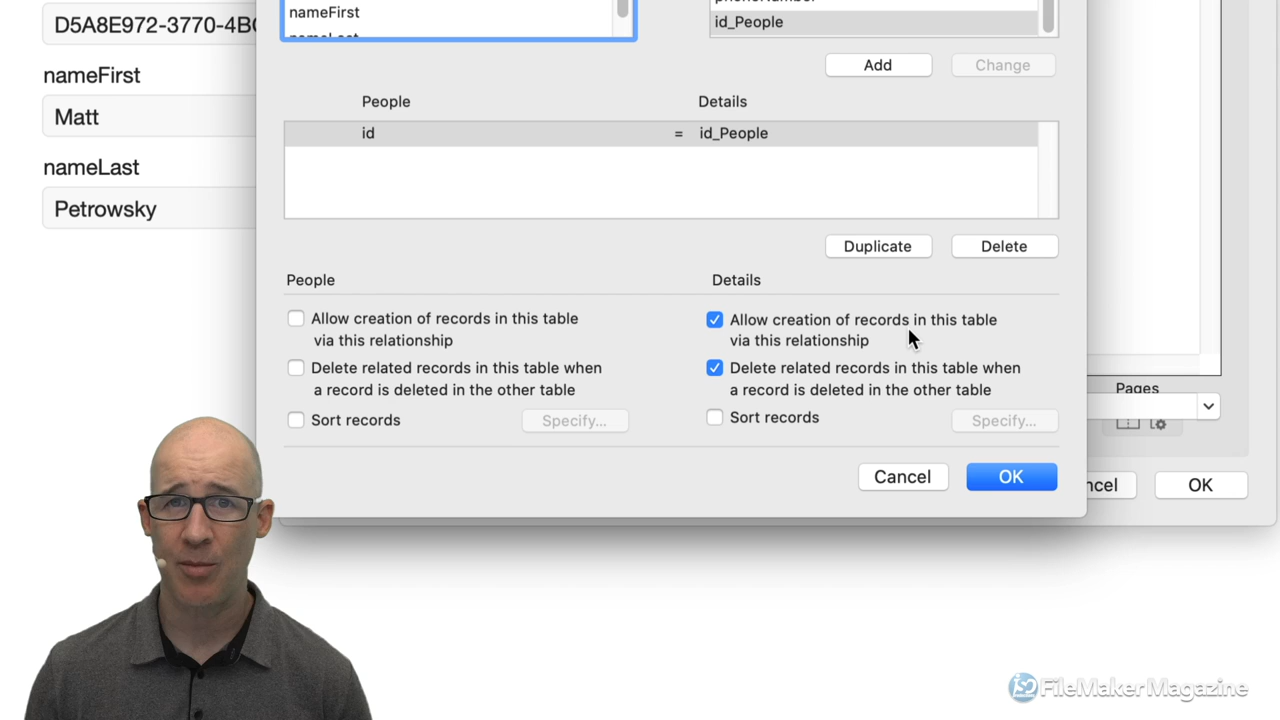 D5A8E972-3770-4B
nameFirst
Matt
nameLast
Petrowsky
nameFirst
nameLast
phoneNumber
id_People
Add
Change
People
Details
id = id_People
Duplicate
Delete
People
Details
Allow creation of records in this table
via this relationship
Delete related records in this table when
a record is deleted in the other table
Sort records
Specify...
Allow creation of records in this table
via this relationship
Delete related records in this table when
a record is deleted in the other table
Sort records
Specify...
Cancel
OK
Pages
ncel
OK
FileMaker Magazine